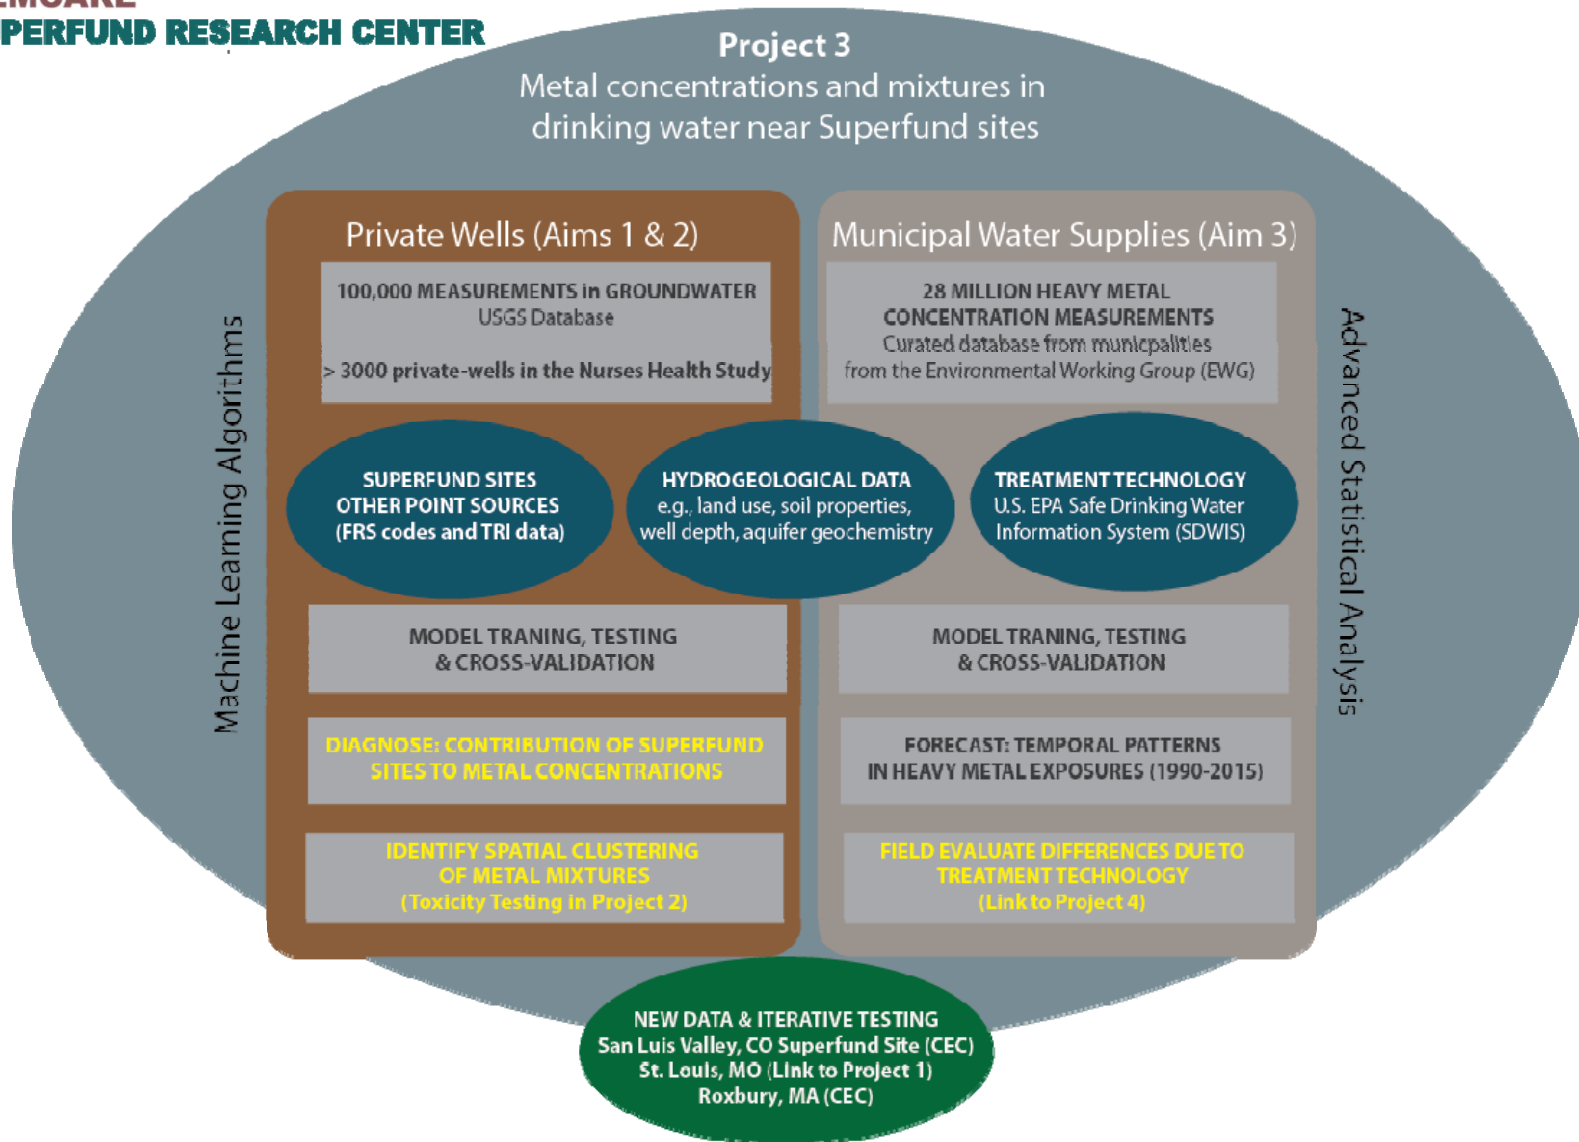 PERFUND RESEARCH CENTER
Project 3
Metal concentrations and mixtures in
drinking water near Superfund sites
Machine Learning Algorithms
Private Wells (Aims 1 & 2)
100,000 MEASUREMENTS in GROUNDWATER
USGS Database
> 3000 private-wells in the Nurses Health Study
Municipal Water Supplies (Aim 3)
28 MILLION HEAVY METAL
CONCENTRATION MEASUREMENTS
Curated database from municpalities
from the Environmental Working Group (EWG)
Advanced Statistical Analysis
SUPERFUND SITES
OTHER POINT SOURCES
(FRS codes and TRI data)
HYDROGEOLOGICAL DATA
e.g., land use, soil properties,
well depth, aquifer geochemistry
TREATMENT TECHNOLOGY
U.S. EPA Safe Drinking Water
Information System (SDWIS)
MODEL TRANING, TESTING
& CROSS-VALIDATION
MODEL TRANING, TESTING
& CROSS-VALIDATION
DIAGNOSE: CONTRIBUTION OF SUPERFUND
SITES TO METAL CONCENTRATIONS
FORECAST: TEMPORAL PATTERNS
IN HEAVY METAL EXPOSURES (1990-2015)
IDENTIFY SPATIAL CLUSTERING
OF METAL MIXTURES
(Toxicity Testing in Project 2)
FIELD EVALUATE DIFFERENCES DUE TO
TREATMENT TECHNOLOGY
(Link to Project 4)
NEW DATA & ITERATIVE TESTING
San Luis Valley, CO Superfund Site (CEC)
St. Louis, MO (Link to Project 1)
Roxbury, MA (CEC)